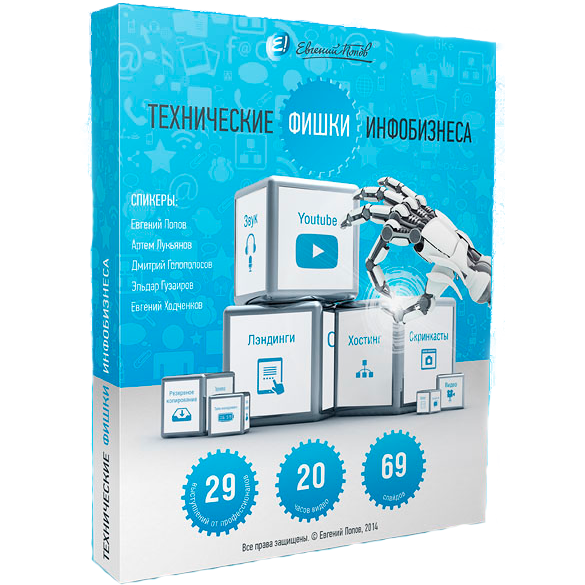 Евгений Попов
ТЕХНИЧЕСКИЕ ФИШКИ ИНФОБИЗНЕСА
СПИКЕРЫ:
Евгений Попов
Артем Лукьянов
Дмитрий Голополосов
Эльдар Гузаиров
Евгений Ходченков
Звук
Youtube
Лэндинги
Хостинг
Скринкасты
Резервное копирование
Видео
29
выступлений от профессионалов
20
часов видео
69
слайдов
Все права защищены. © Евгений Попов, 2014
ТЕХНИЧЕСКИЕ ФИШКИ ИНФОБИЗНЕСА